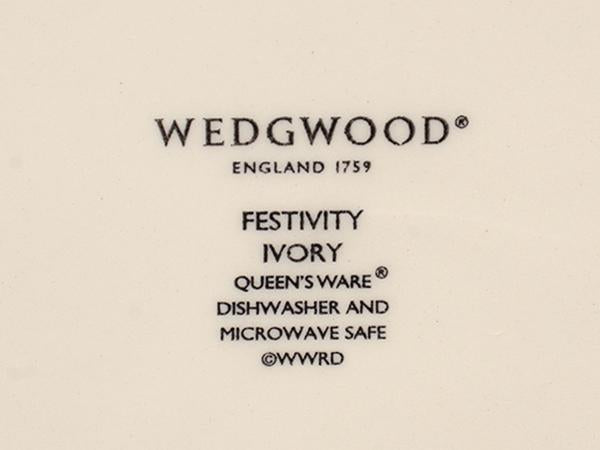 WEDGWOOD®
ENGLAND 1759
FESTIVITY
IVORY
QUEEN'S WARE®
DISHWASHER AND
MICROWAVE SAFE
©WWRD